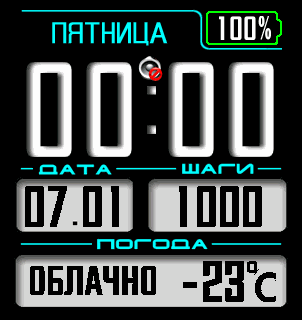 ПЯТНИЦА 100%
00:00
ДАТА ШАГИ
07.01 1000
ПОГОДА
ОБЛАЧНО -23°C